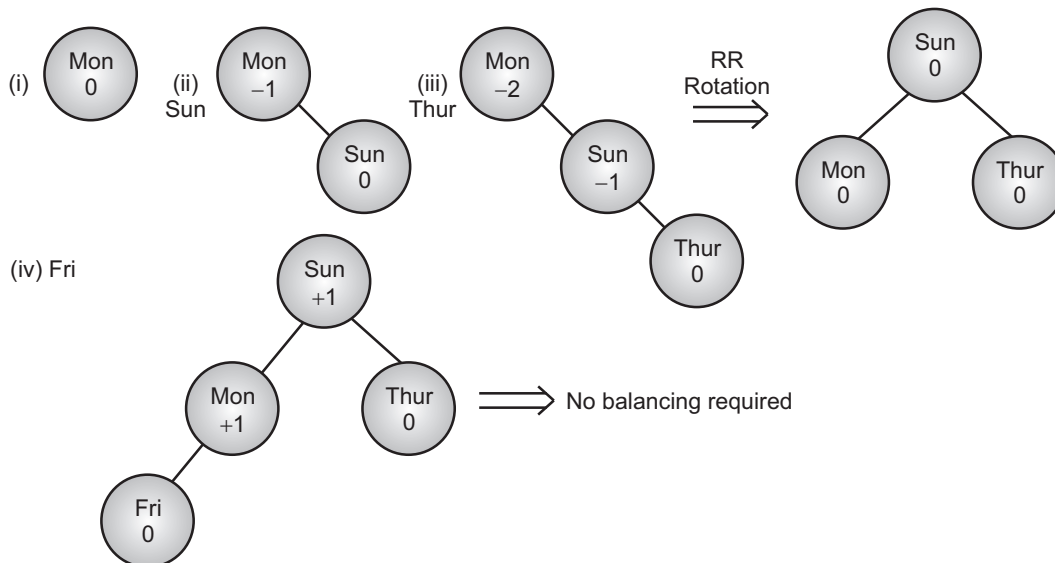 (i)
Mon
0
(ii)
Sun
Mon
−1
Sun
0
(iii)
Thur
Mon
−2
Sun
−1
Thur
0
RR
Rotation
Sun
0
Mon
0
Thur
0
(iv) Fri
Sun
+1
Mon
+1
Thur
0
Fri
0
No balancing required